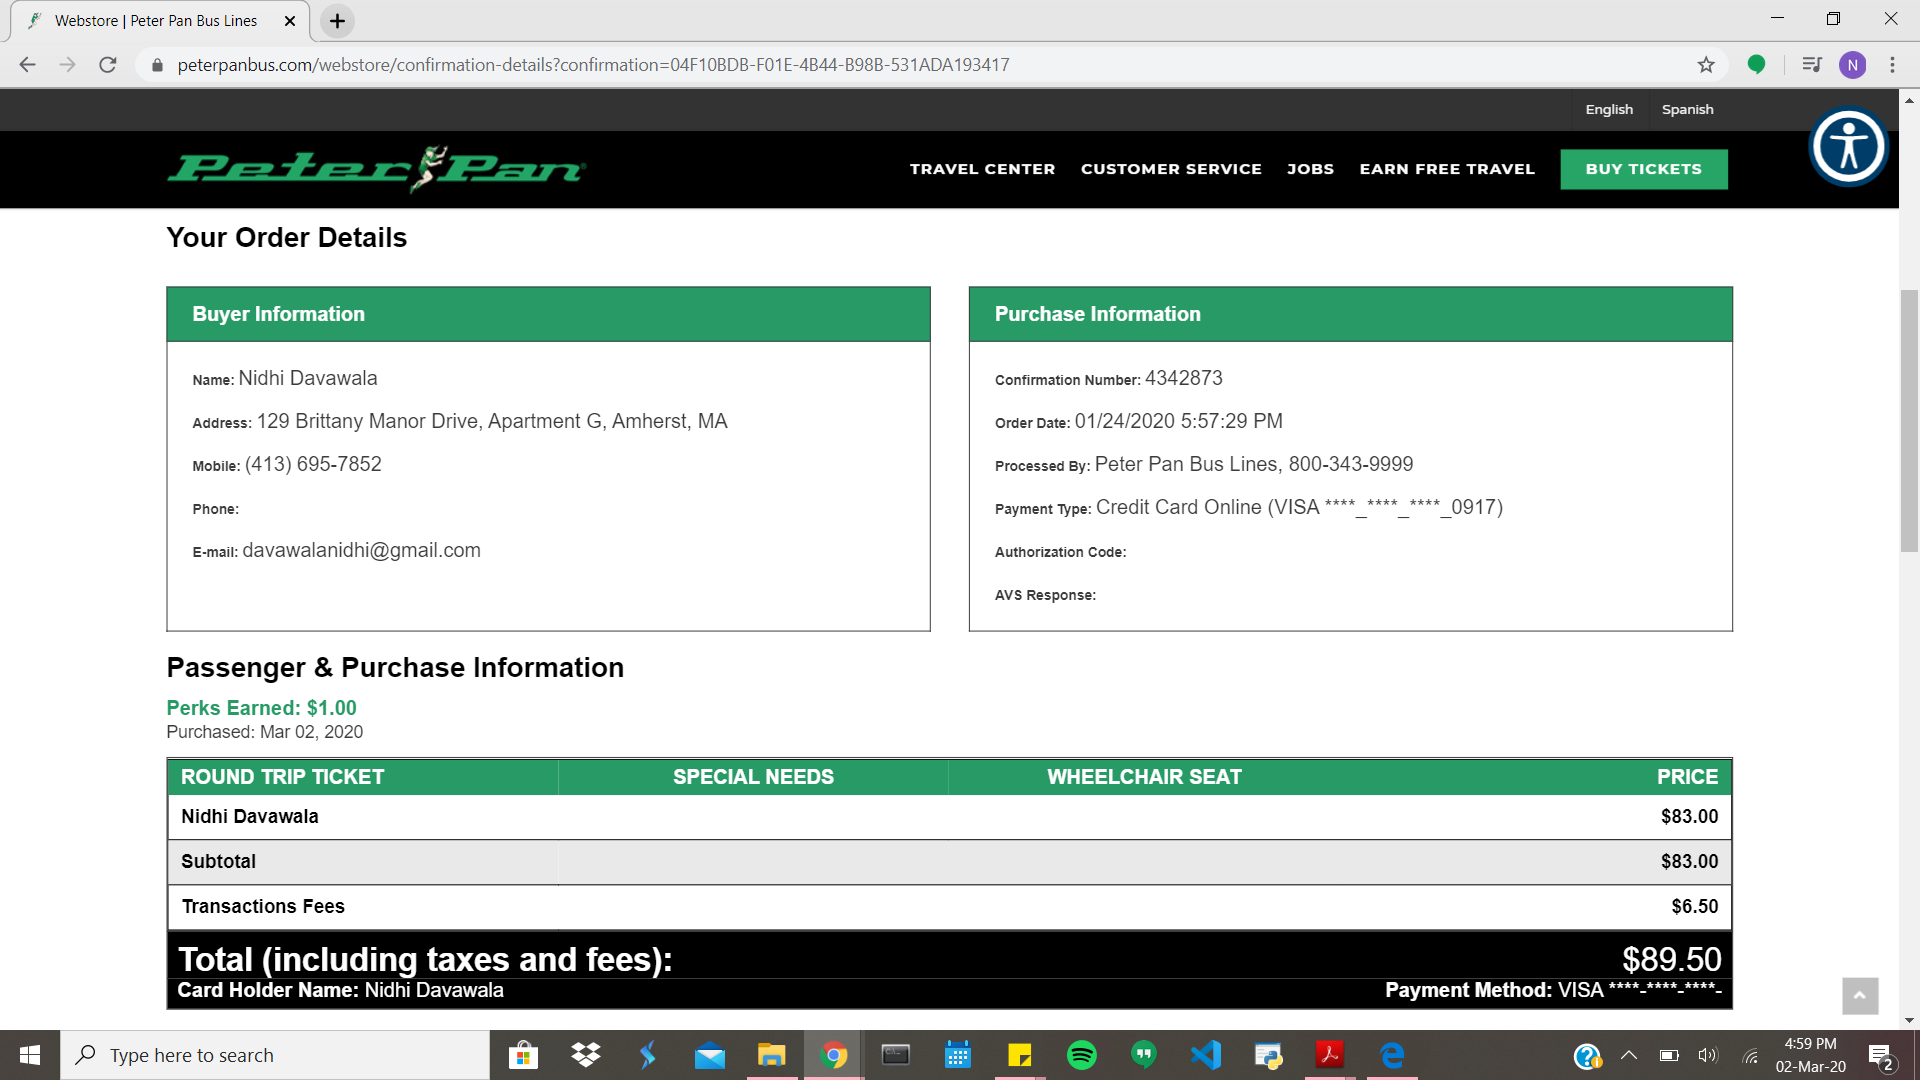 Webstore | Peter Pan Bus Lines
peterpanbus.com/webstore/confirmation-details?confirmation=04F10BDB-F01E-4B44-B98B-531ADA193417
N
English Spanish
Peter Pan
TRAVEL CENTER CUSTOMER SERVICE JOBS EARN FREE TRAVEL BUY TICKETS
Your Order Details
Buyer Information
Name: Nidhi Davawala
Address: 129 Brittany Manor Drive, Apartment G, Amherst, MA
Mobile: (413) 695-7852
Phone:
E-mail: davawalanidhi@gmail.com
Purchase Information
Confirmation Number: 4342873
Order Date: 01/24/2020 5:57:29 PM
Processed By: Peter Pan Bus Lines, 800-343-9999
Payment Type: Credit Card Online (VISA ****_****_****_0917)
Authorization Code:
AVS Response:
Passenger & Purchase Information
Perks Earned: $1.00
Purchased: Mar 02, 2020
ROUND TRIP TICKET SPECIAL NEEDS WHEELCHAIR SEAT PRICE
Nidhi Davawala $83.00
Subtotal $83.00
Transactions Fees $6.50
Total (including taxes and fees): $89.50
Card Holder Name: Nidhi Davawala Payment Method: VISA ****-****-****-
Type here to search
4:59 PM
02-Mar-20
2